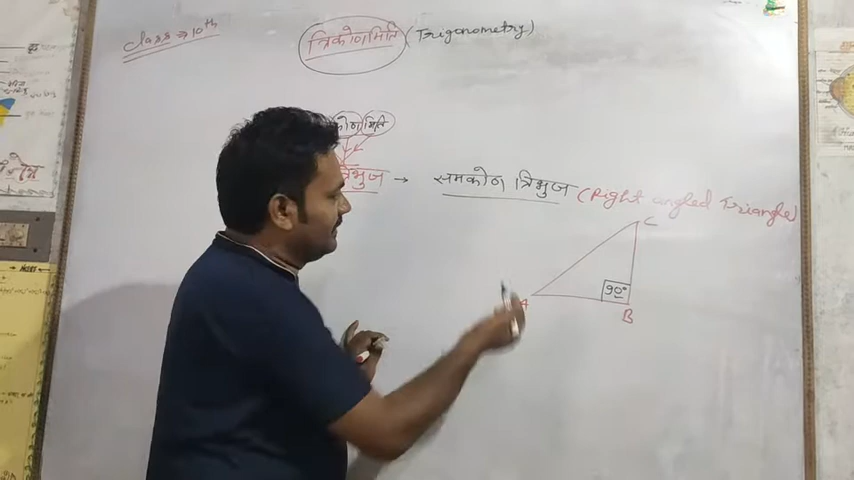 class → 10th
त्रिकोणमिति (Trigonometry)
कोण मिति
त्रिभुज → समकोण त्रिभुज (Right angled Triangle)
C
90°
A
B